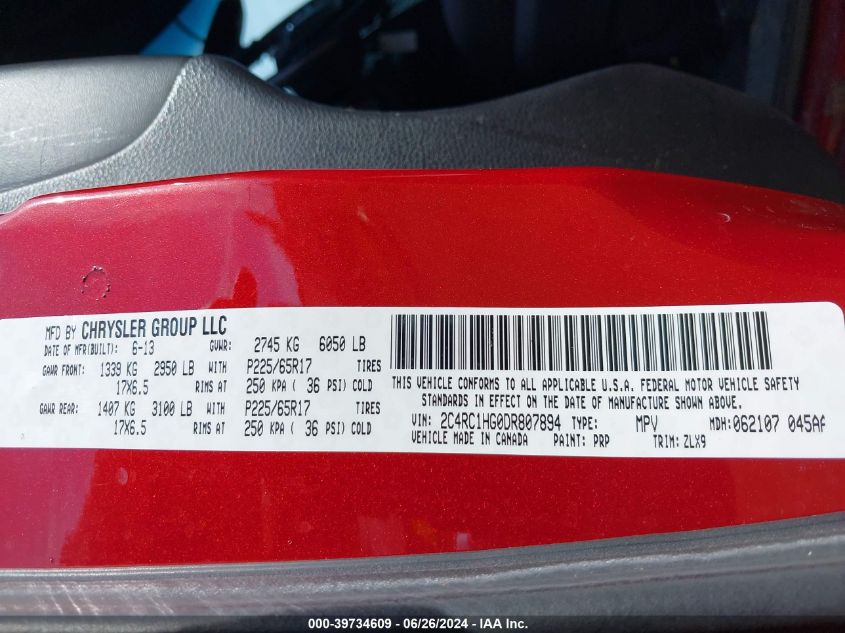 MFD BY CHRYSLER GROUP LLC
DATE OF MFR(BUILT): 6-13 GVWR: 2745 KG 6050 LB
GAWR FRONT: 1339 KG 2950 LB WITH P225/65R17 TIRES
17X6.5 RIMS AT 250 KPA ( 36 PSI) COLD
GAWR REAR: 1407 KG 3100 LB WITH P225/65R17 TIRES
17X6.5 RIMS AT 250 KPA ( 36 PSI) COLD
THIS VEHICLE CONFORMS TO ALL APPLICABLE U.S.A. FEDERAL MOTOR VEHICLE SAFETY
STANDARDS IN EFFECT ON THE DATE OF MANUFACTURE SHOWN ABOVE.
VIN: 2C4RC1HG0DR807894 TYPE: MPV MDH: 062107 045AA
VEHICLE MADE IN CANADA PAINT: PRP TRIM: ZLX9
000-39734609 - 06/26/2024 - IAA Inc.